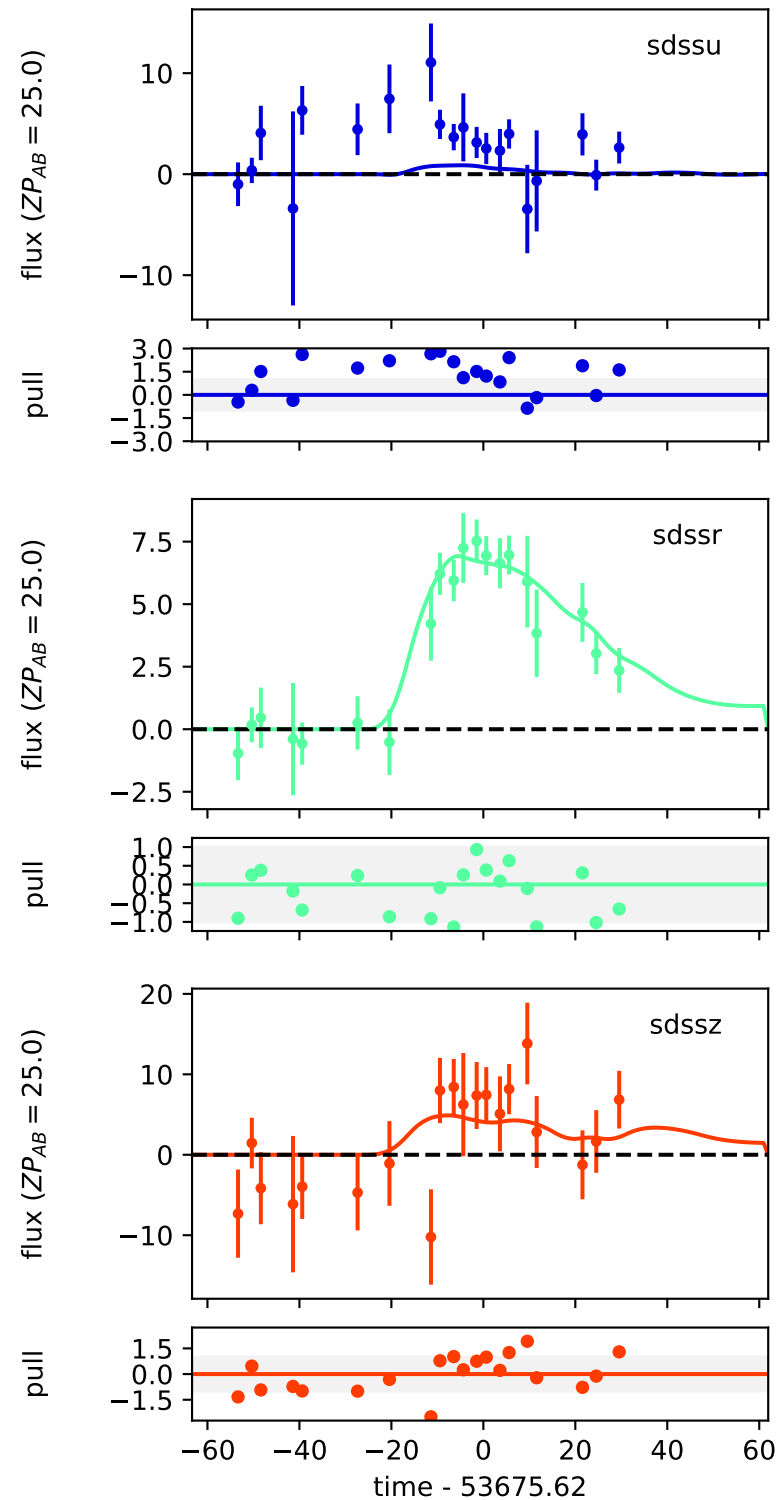 sdssu
flux (ZP_AB = 25.0)
10
0
−10
pull
3.0
1.5
0.0
−1.5
−3.0
sdssr
flux (ZP_AB = 25.0)
7.5
5.0
2.5
0.0
−2.5
pull
1.0
0.5
0.0
−0.5
−1.0
sdssz
flux (ZP_AB = 25.0)
20
10
0
−10
pull
1.5
0.0
−1.5
−60 −40 −20 0 20 40 60
time - 53675.62